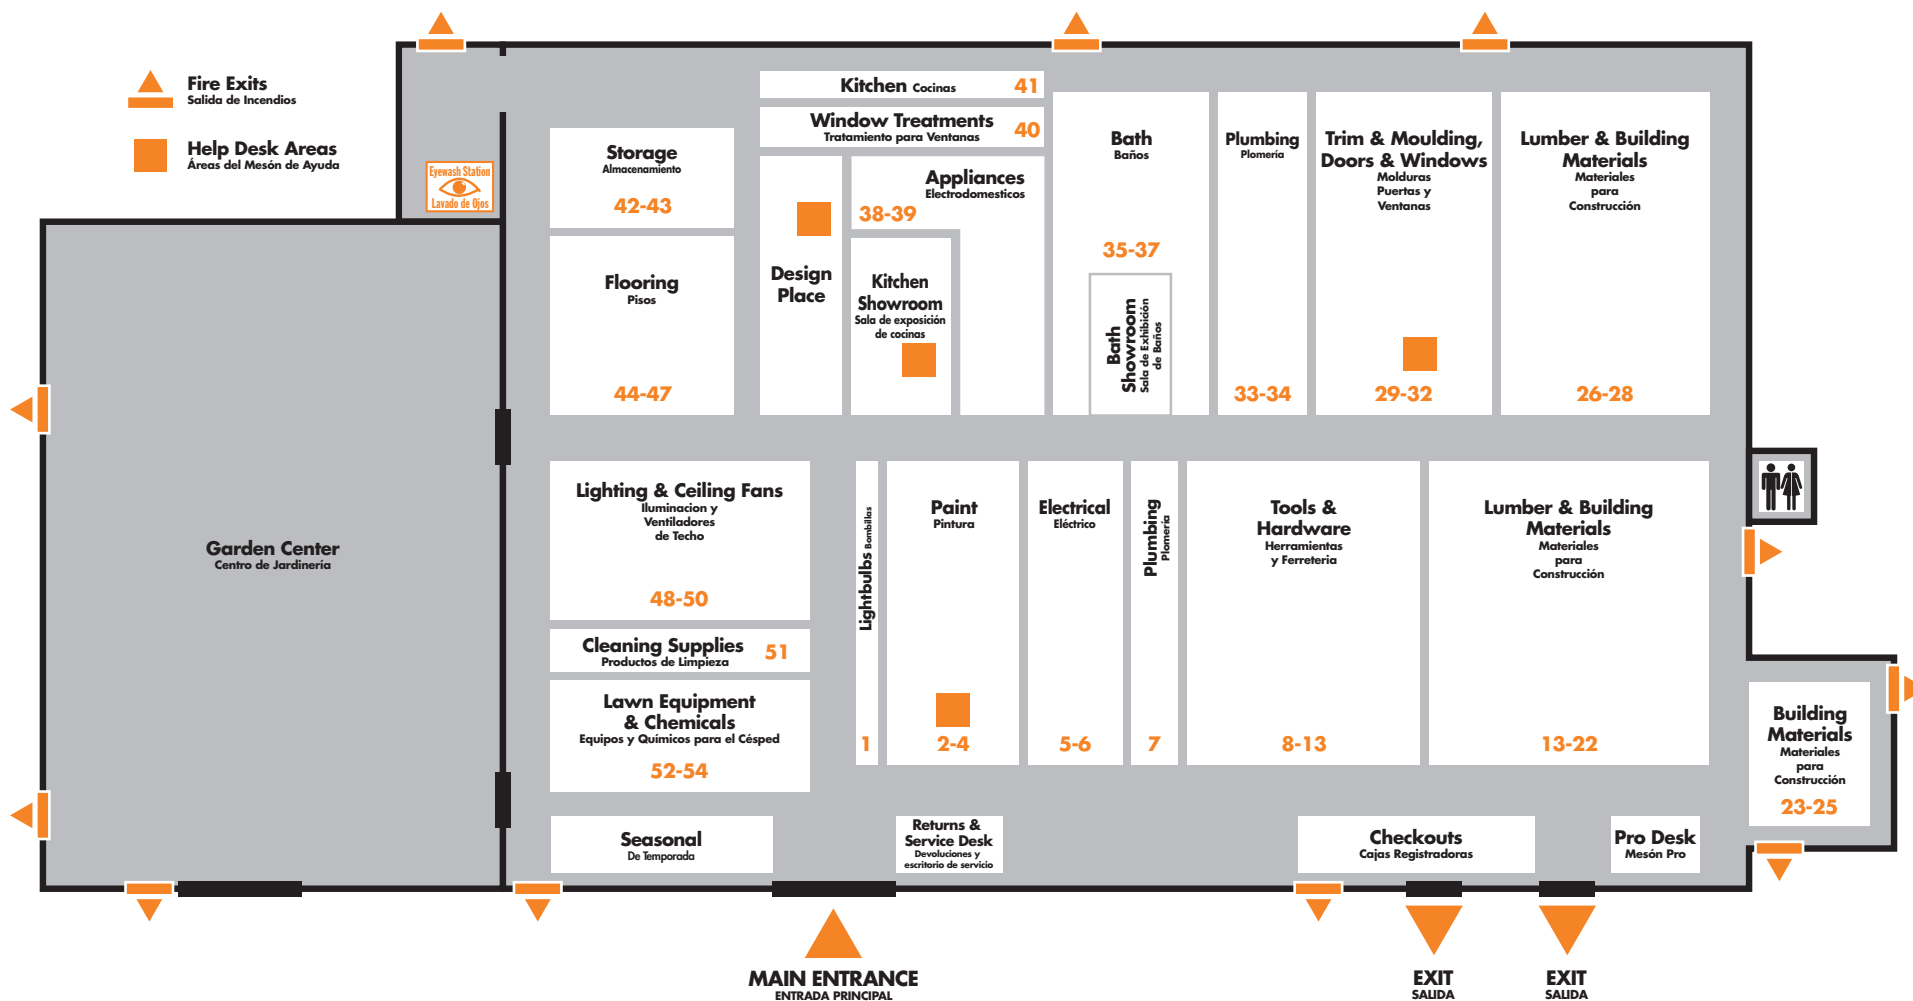 Fire Exits
Salida de Incendios
Help Desk Areas
Áreas del Mesón de Ayuda
Eyewash Station
Lavado de Ojos
Garden Center
Centro de Jardinería
Storage
Almacenamiento
42-43
Flooring
Pisos
44-47
Kitchen Cocinas 41
Window Treatments
Tratamiento para Ventanas
40
Design
Place
Appliances
Electrodomesticos
38-39
Kitchen
Showroom
Sala de exposición
de cocinas
Bath
Baños
35-37
Bath
Showroom
Sala de Exhibición
de Baños
Plumbing
Plomería
33-34
Trim & Moulding,
Doors & Windows
Molduras
Puertas y
Ventanas
29-32
Lumber & Building
Materials
Materiales
para
Construcción
26-28
Lighting & Ceiling Fans
Iluminacion y
Ventiladores
de Techo
48-50
Cleaning Supplies
Productos de Limpieza
51
Lawn Equipment
& Chemicals
Equipos y Químicos para el Césped
52-54
Lightbulbs Bombillas
1
Paint
Pintura
2-4
Electrical
Eléctrico
5-6
Plumbing
Plomería
7
Tools &
Hardware
Herramientas
y Ferreteria
8-13
Lumber & Building
Materials
Materiales
para
Construcción
13-22
Building
Materials
Materiales
para
Construcción
23-25
Seasonal
De Temporada
Returns &
Service Desk
Devoluciones y
escritorio de servicio
Checkouts
Cajas Registradoras
Pro Desk
Mesón Pro
MAIN ENTRANCE
ENTRADA PRINCIPAL
EXIT
SALIDA
EXIT
SALIDA